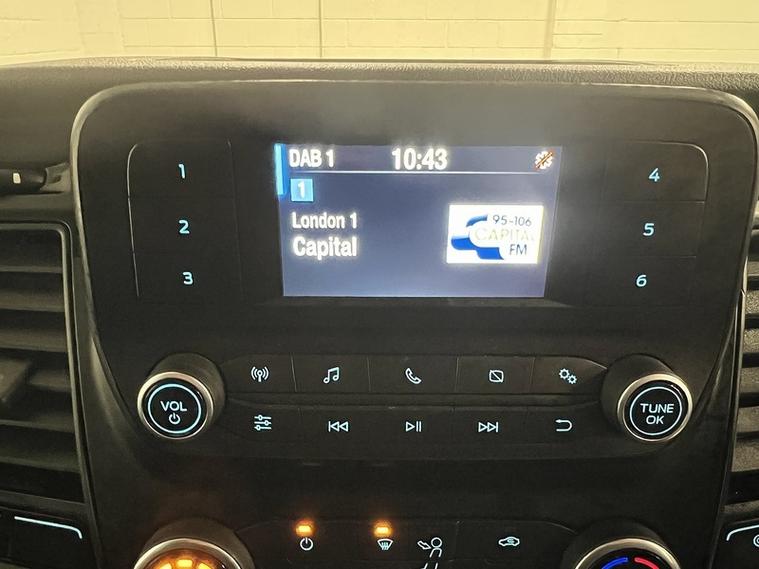 DAB 1 10:43
1
London 1
Capital
95-106
CAPITAL
FM
1
2
3
4
5
6
VOL
TUNE
OK